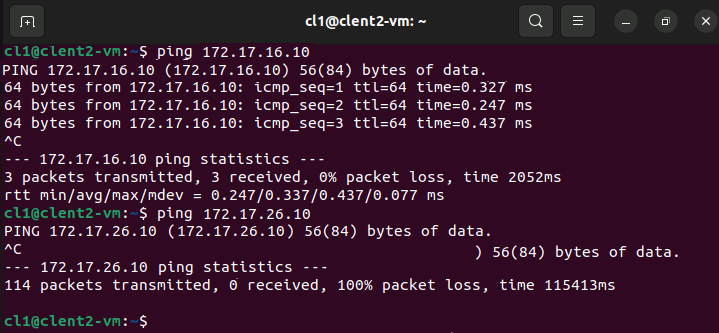 cl1@clent2-vm: ~
cl1@clent2-vm:~$ ping 172.17.16.10
PING 172.17.16.10 (172.17.16.10) 56(84) bytes of data.
64 bytes from 172.17.16.10: icmp_seq=1 ttl=64 time=0.327 ms
64 bytes from 172.17.16.10: icmp_seq=2 ttl=64 time=0.247 ms
64 bytes from 172.17.16.10: icmp_seq=3 ttl=64 time=0.437 ms
^C
--- 172.17.16.10 ping statistics ---
3 packets transmitted, 3 received, 0% packet loss, time 2052ms
rtt min/avg/max/mdev = 0.247/0.337/0.437/0.077 ms
cl1@clent2-vm:~$ ping 172.17.26.10
PING 172.17.26.10 (172.17.26.10) 56(84) bytes of data.
^C ) 56(84) bytes of data.
--- 172.17.26.10 ping statistics ---
114 packets transmitted, 0 received, 100% packet loss, time 115413ms
cl1@clent2-vm:~$